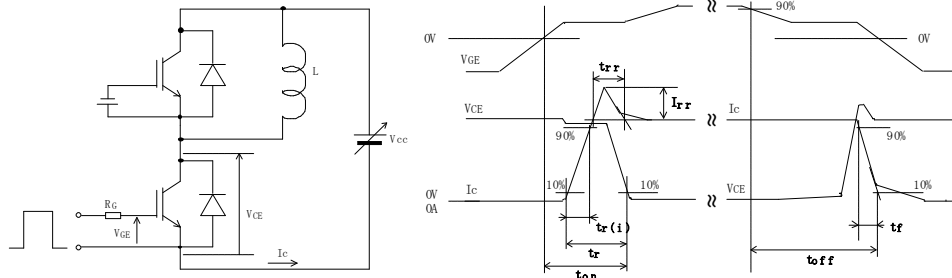 L
Vcc
RG
VGE
VCE
Ic
0V
VGE
90%
0V
trr
Irr
VCE
Ic
90%
90%
0V
0A
Ic
10%
10%
VCE
10%
tr(i)
tf
tr
toff
ton